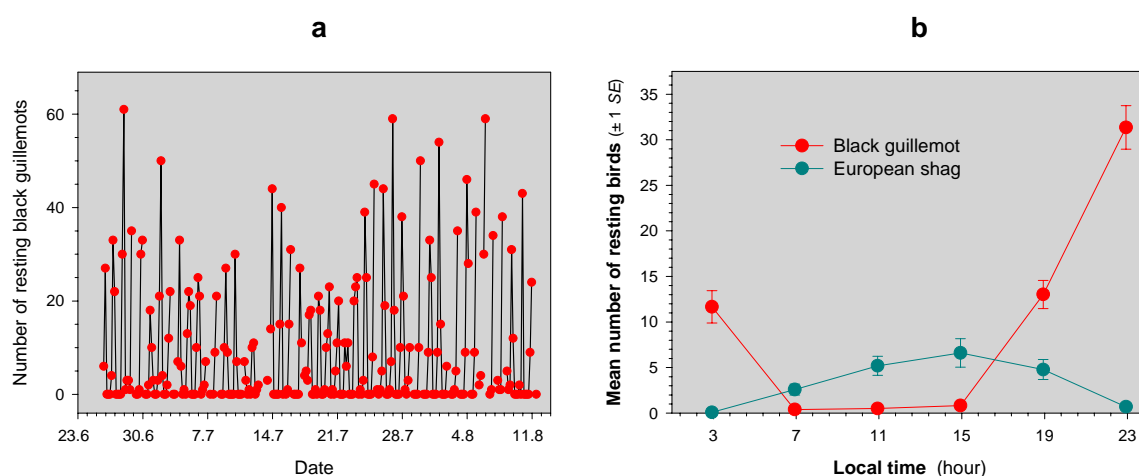 a
Number of resting black guillemots
60
40
20
0
23.6 30.6 7.7 14.7 21.7 28.7 4.8 11.8
Date
b
Mean number of resting birds (± 1 SE)
35
30
25
20
15
10
5
0
Black guillemot
European shag
3 7 11 15 19 23
Local time (hour)